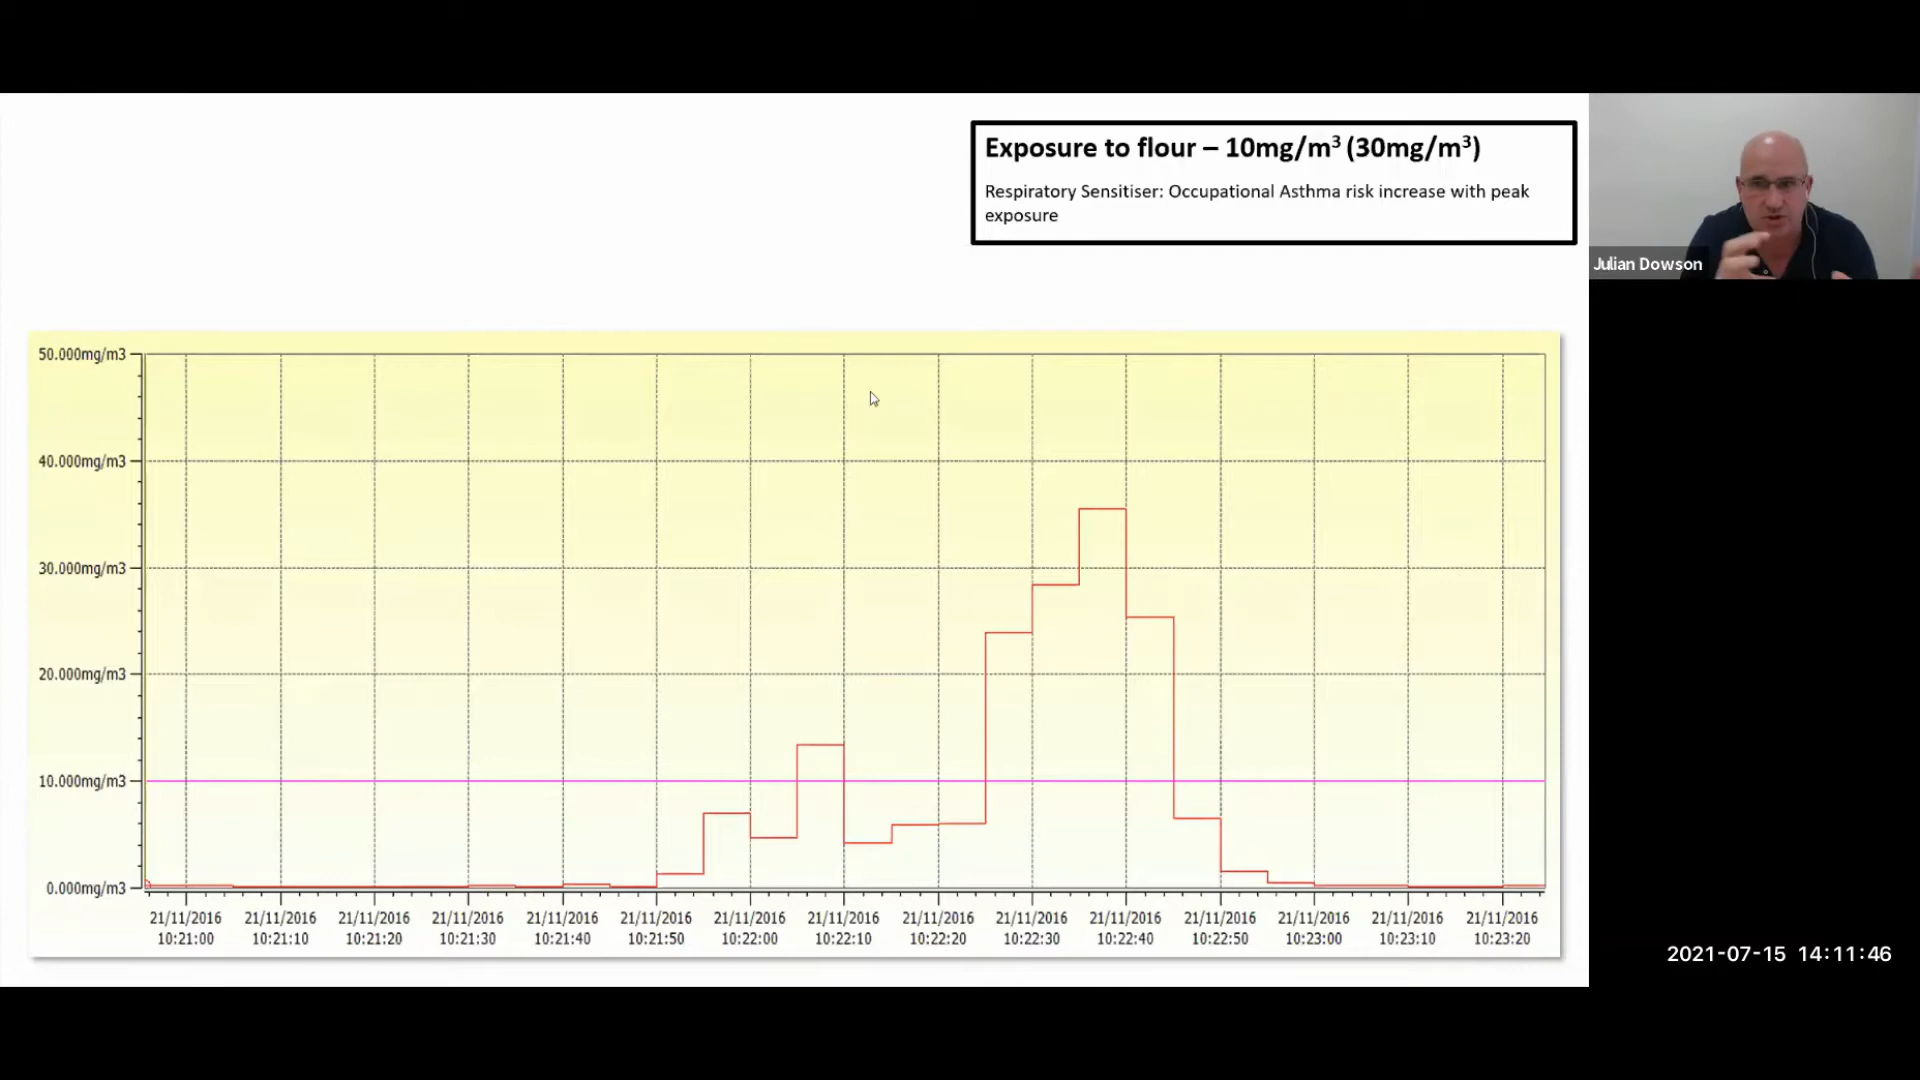 Exposure to flour – 10mg/m³ (30mg/m³)
Respiratory Sensitiser: Occupational Asthma risk increase with peak
exposure
Julian Dowson
50.000mg/m3
40.000mg/m3
30.000mg/m3
20.000mg/m3
10.000mg/m3
0.000mg/m3
21/11/2016 21/11/2016 21/11/2016 21/11/2016 21/11/2016 21/11/2016 21/11/2016 21/11/2016 21/11/2016 21/11/2016 21/11/2016 21/11/2016 21/11/2016 21/11/2016 21/11/2016
10:21:00 10:21:10 10:21:20 10:21:30 10:21:40 10:21:50 10:22:00 10:22:10 10:22:20 10:22:30 10:22:40 10:22:50 10:23:00 10:23:10 10:23:20
2021-07-15 14:11:46